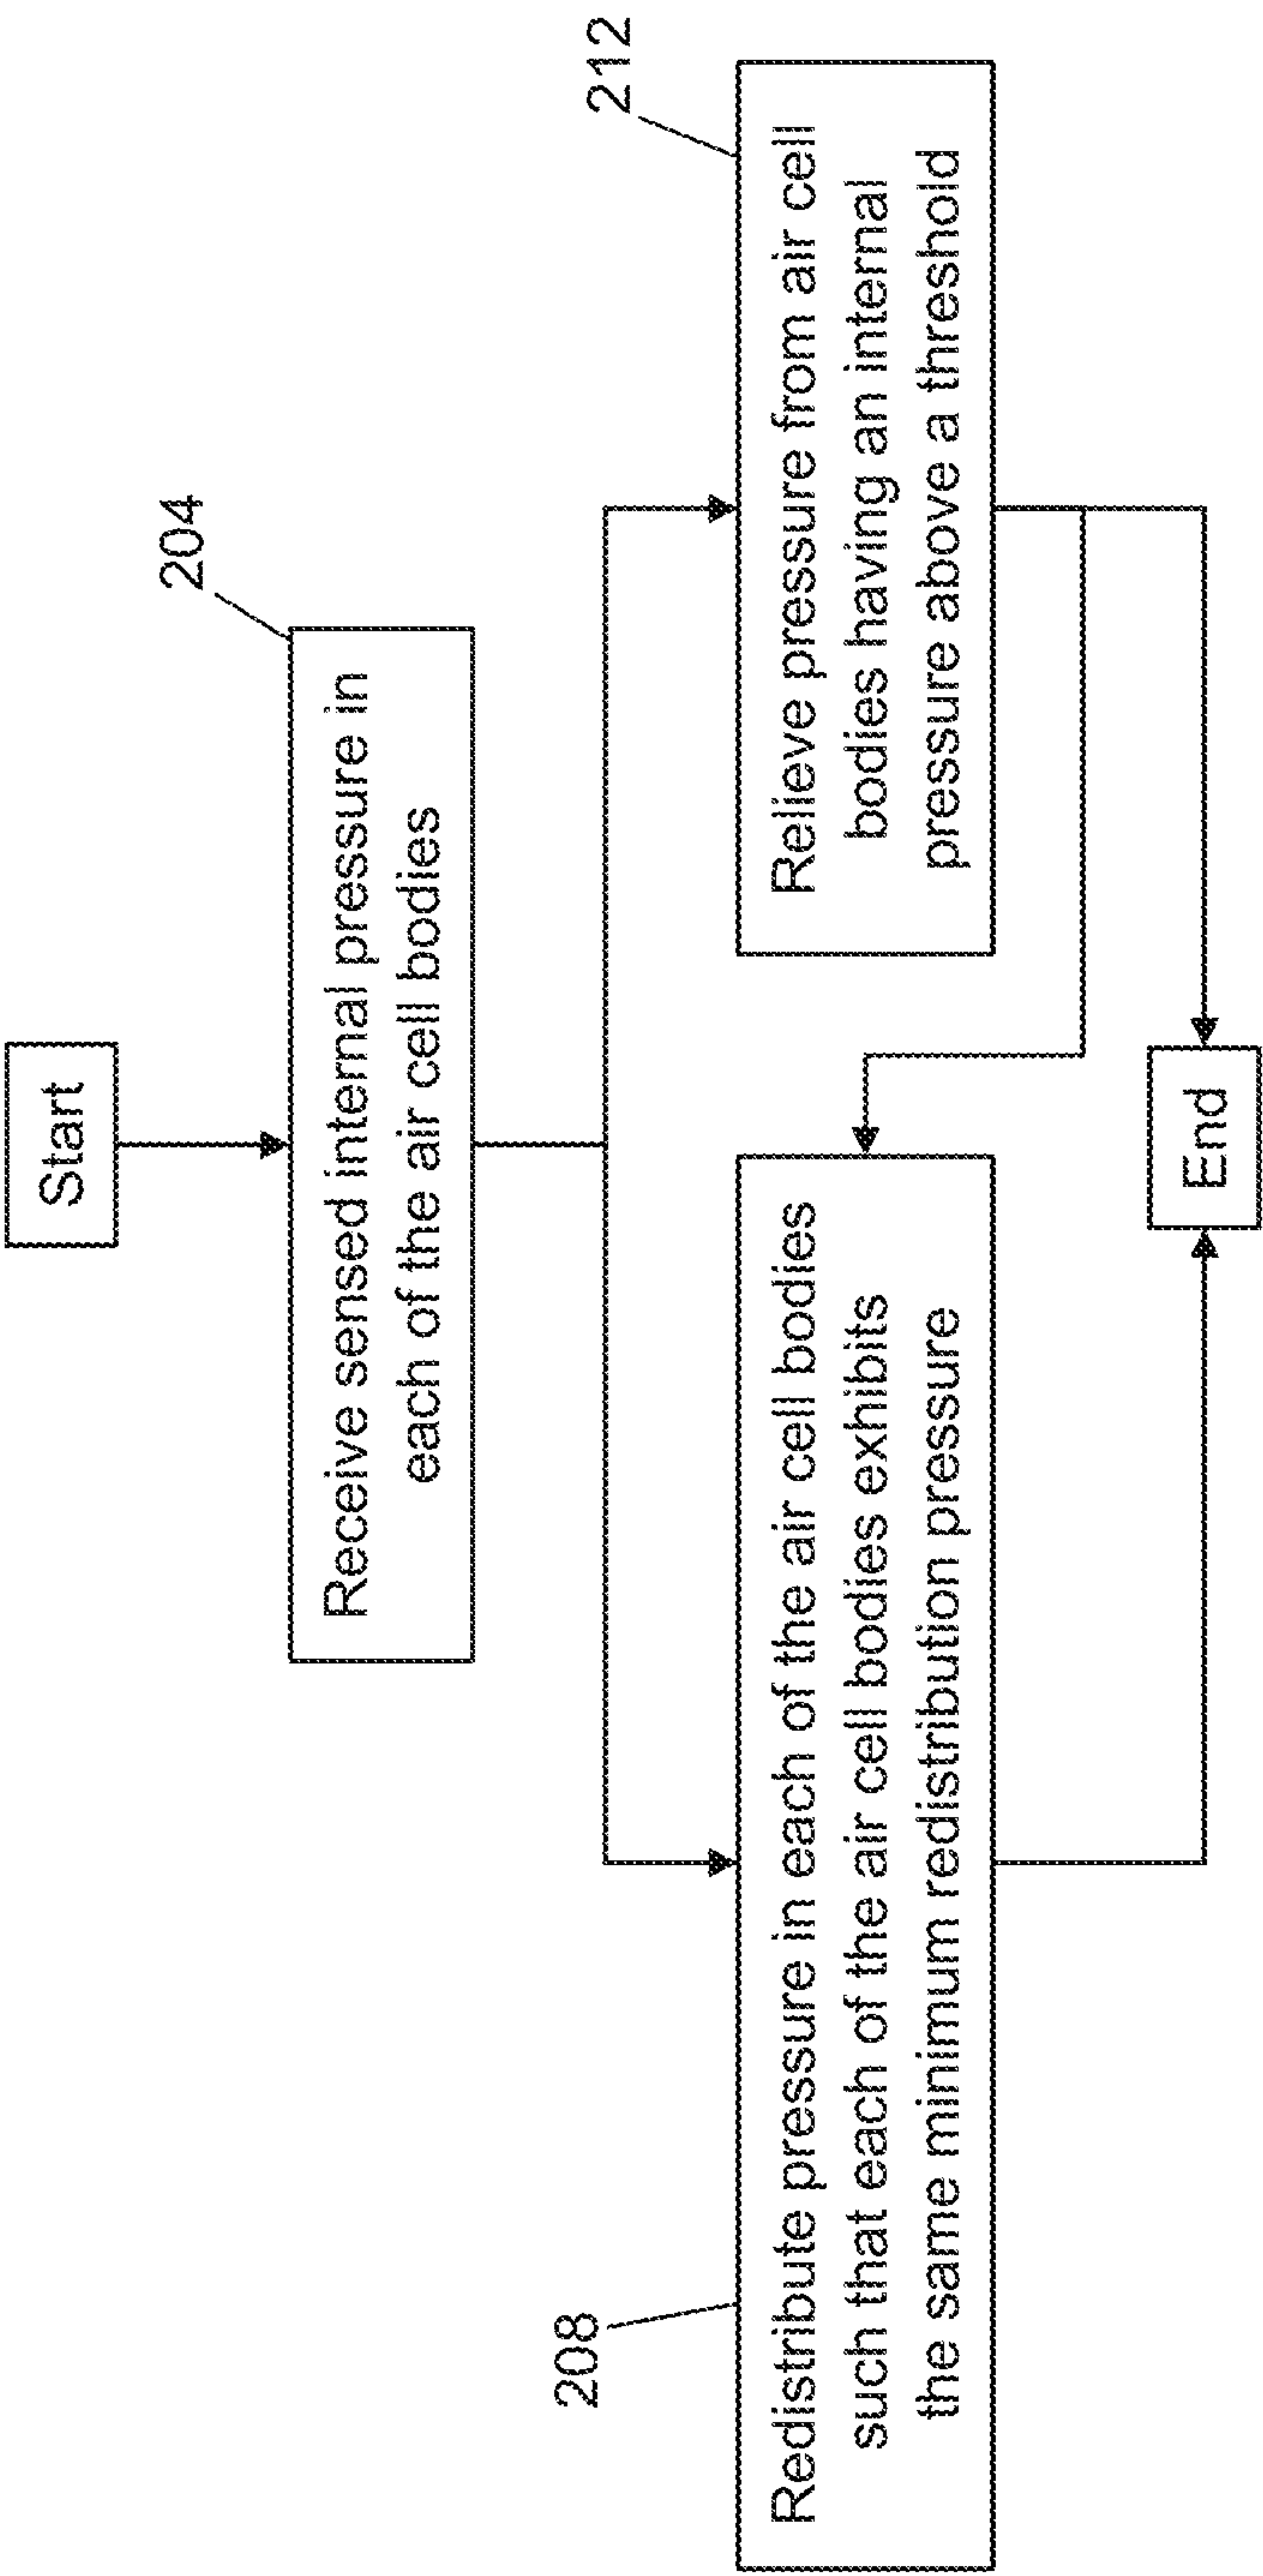 Start
204
Receive sensed internal pressure in
each of the air cell bodies
208
Redistribute pressure in each of the air cell bodies
such that each of the air cell bodies exhibits
the same minimum redistribution pressure
212
Relieve pressure from air cell
bodies having an internal
pressure above a threshold
End